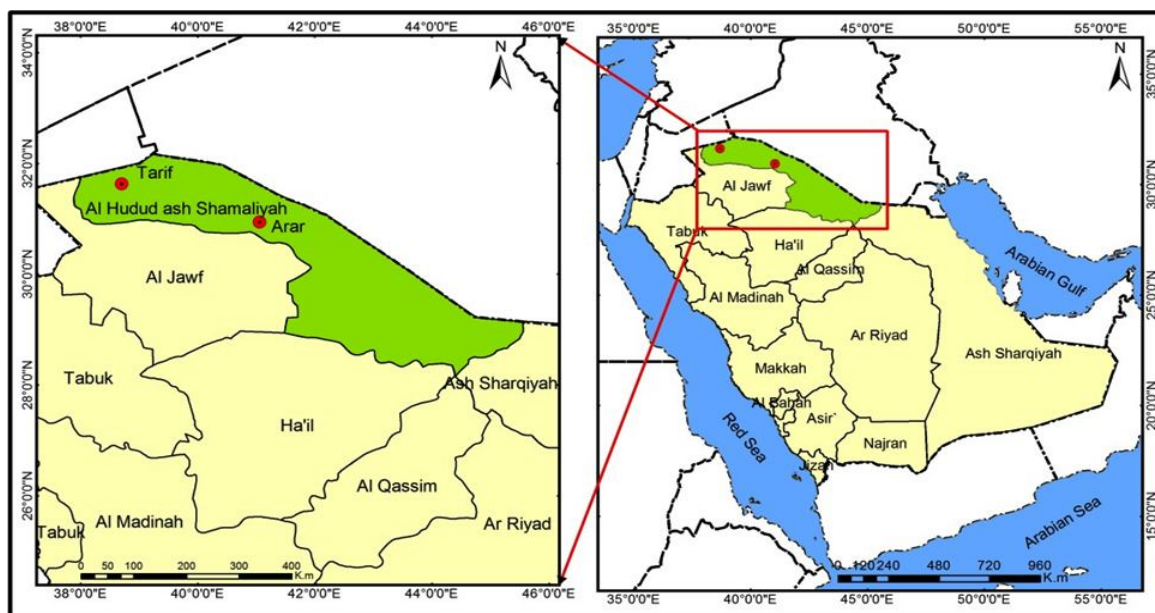 38°0'0"E 40°0'0"E 42°0'0"E 44°0'0"E 46°0'0"E
34°0'0"N
32°0'0"N
30°0'0"N
28°0'0"N
26°0'0"N
N
Tarif
Al Hudud ash Shamaliyah
Arar
Al Jawf
Tabuk
Ash Sharqiyah
Ha'il
Al Qassim
Al Madinah
Ar Riyad
Tabuk
0 50 100 200 300 400
K.m
38°0'0"E 40°0'0"E 42°0'0"E 44°0'0"E 46°0'0"E
35°0'0"E 40°0'0"E 45°0'0"E 50°0'0"E 55°0'0"E
N
35°0'0"N
30°0'0"N
25°0'0"N
20°0'0"N
15°0'0"N
Al Jawf
Tabuk
Ha'il
Al Qassim
Arabian Gulf
Al Madinah
Ar Riyad
Ash Sharqiyah
Makkah
Al Bahah
Asir`
Red Sea
Najran
Jizan
Arabian Sea
0 120 240 480 720 960
K.m
35°0'0"E 40°0'0"E 45°0'0"E 50°0'0"E 55°0'0"E